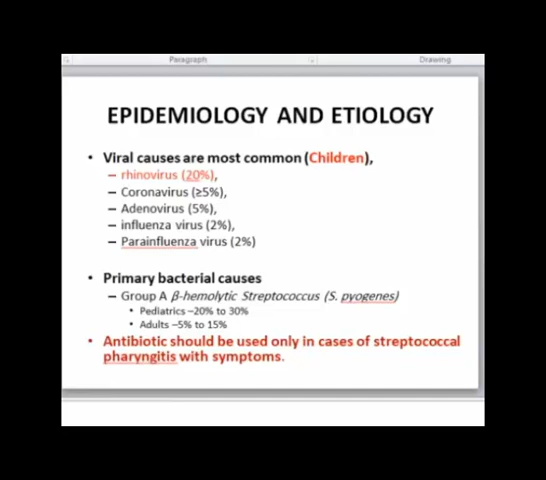 Paragraph Drawing
EPIDEMIOLOGY AND ETIOLOGY
• Viral causes are most common (Children),
– rhinovirus (20%),
– Coronavirus (≥5%),
– Adenovirus (5%),
– influenza virus (2%),
– Parainfluenza virus (2%)
• Primary bacterial causes
– Group A β-hemolytic Streptococcus (S. pyogenes)
• Pediatrics –20% to 30%
• Adults –5% to 15%
• Antibiotic should be used only in cases of streptococcal
pharyngitis with symptoms.